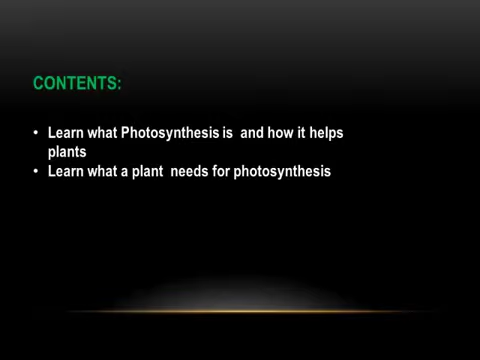 CONTENTS:
• Learn what Photosynthesis is and how it helps
plants
• Learn what a plant needs for photosynthesis